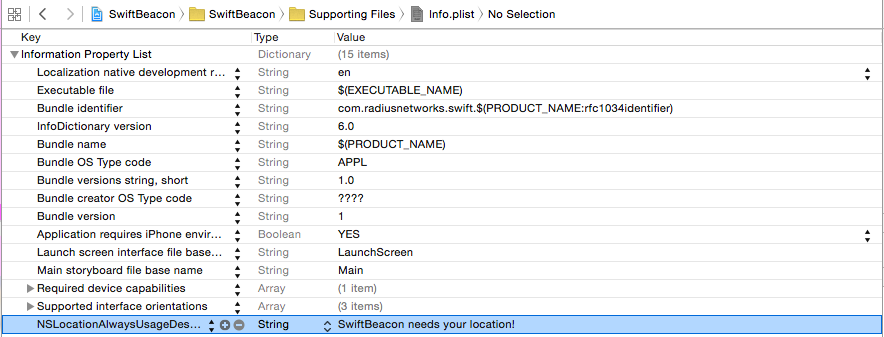 SwiftBeacon SwiftBeacon Supporting Files Info.plist No Selection
Key Type Value
Information Property List Dictionary (15 items)
Localization native development r... String en
Executable file String $(EXECUTABLE_NAME)
Bundle identifier String com.radiusnetworks.swift.$(PRODUCT_NAME:rfc1034identifier)
InfoDictionary version String 6.0
Bundle name String $(PRODUCT_NAME)
Bundle OS Type code String APPL
Bundle versions string, short String 1.0
Bundle creator OS Type code String ????
Bundle version String 1
Application requires iPhone envir... Boolean YES
Launch screen interface file base... String LaunchScreen
Main storyboard file base name String Main
Required device capabilities Array (1 item)
Supported interface orientations Array (3 items)
NSLocationAlwaysUsageDes... String SwiftBeacon needs your location!